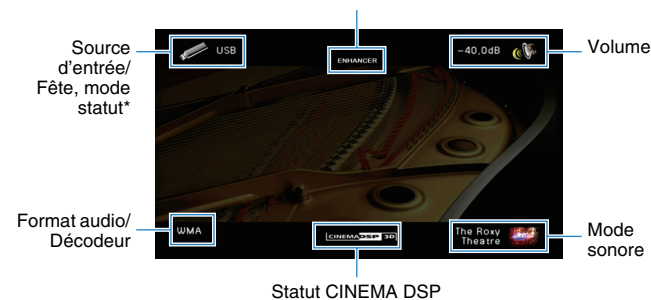 Source
d'entrée/
Fête, mode
statut*
USB
ENHANCER
-40,0dB
Volume
Format audio/
Décodeur
WMA
CINEMA DSP 3D
The Roxy
Theatre
Mode
sonore
Statut CINEMA DSP